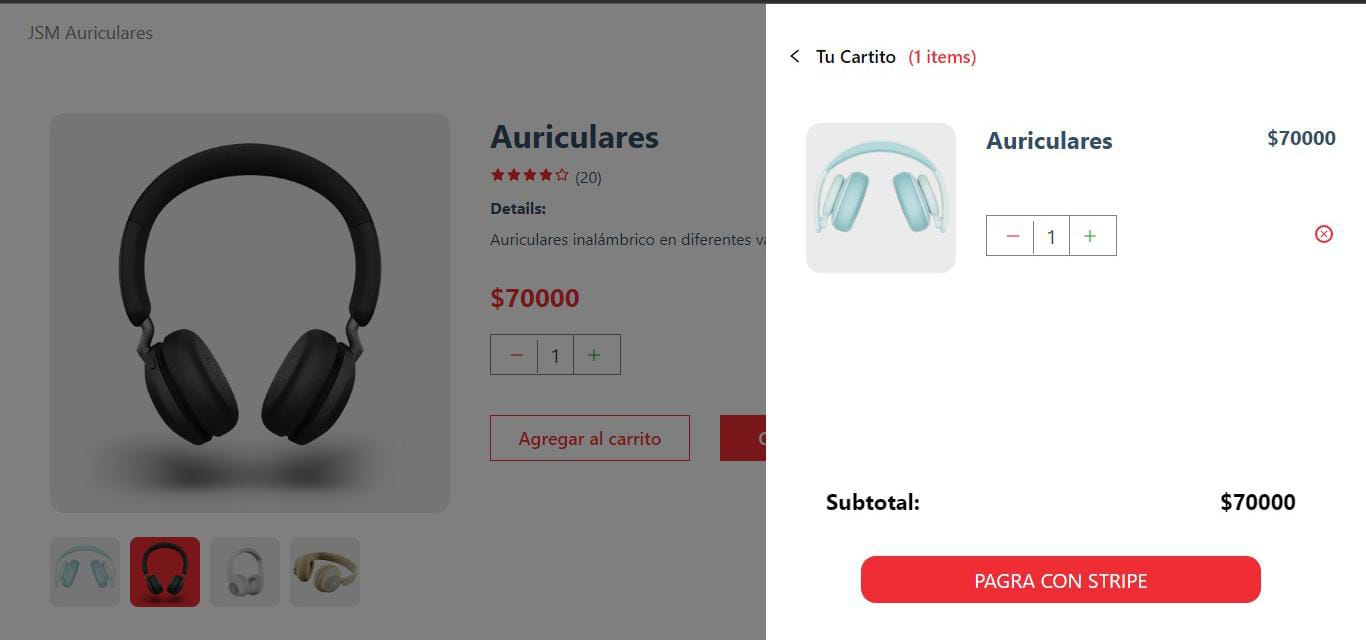 JSM Auriculares
Auriculares
(20)
Details:
Auriculares inalámbrico en diferentes
$70000
− 1 +
Agregar al carrito
< Tu Cartito (1 items)
Auriculares $70000
− 1 +
Subtotal: $70000
PAGRA CON STRIPE